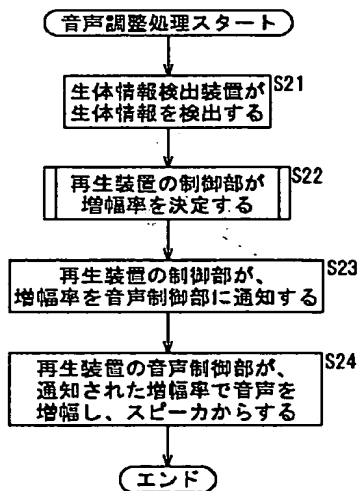 音声調整処理スタート
生体情報検出装置が
生体情報を検出する
S21
再生装置の制御部が
増幅率を決定する
S22
再生装置の制御部が、
増幅率を音声制御部に通知する
S23
再生装置の音声制御部が、
通知された増幅率で音声を
増幅し、スピーカからする
S24
エンド